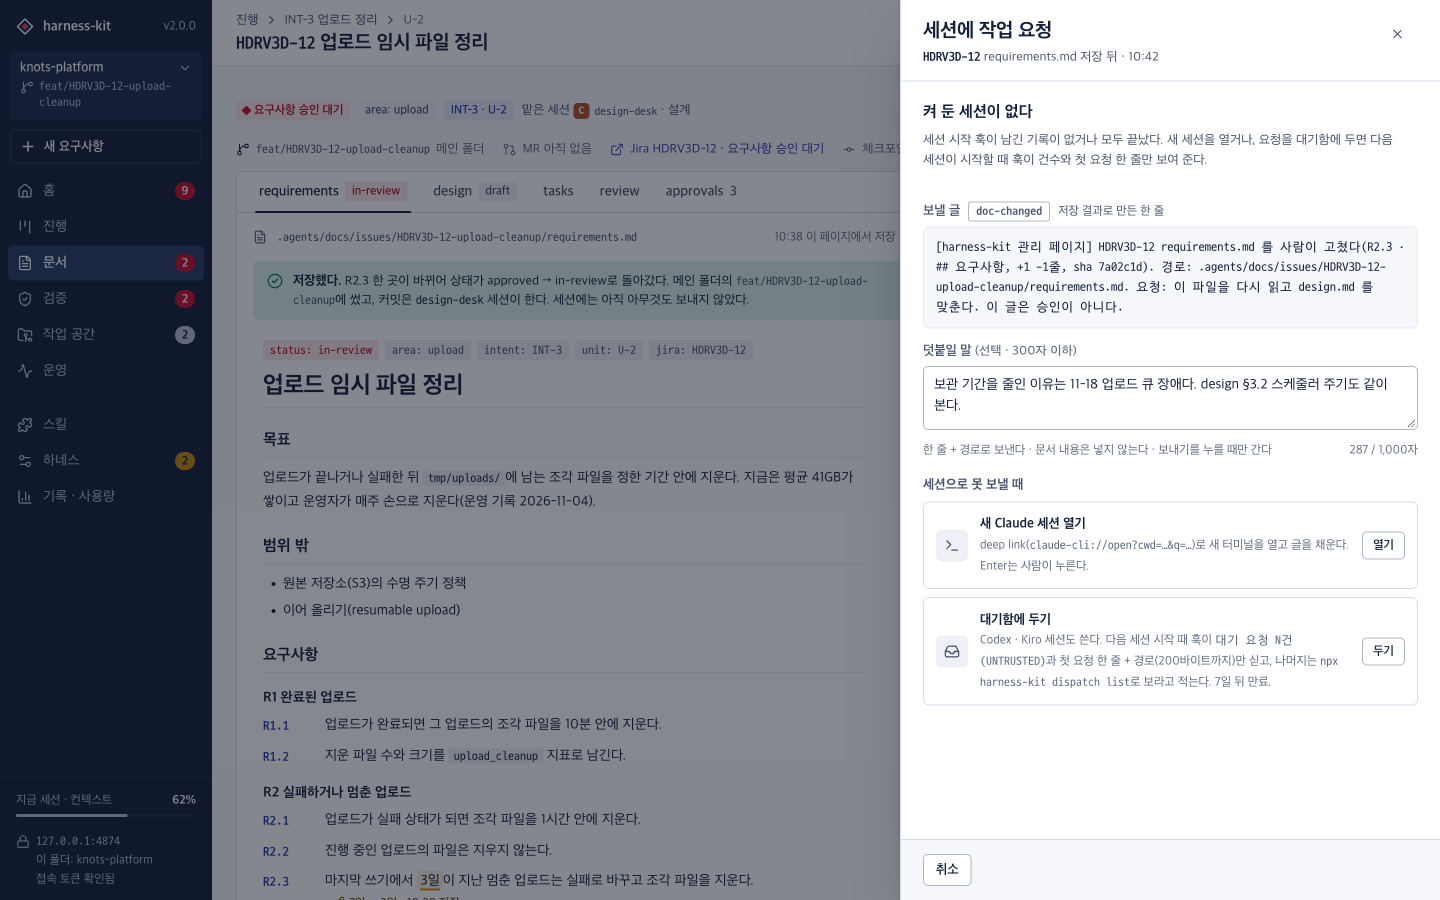 harness-kit v2.0.0
knots-platform
feat/HDRV3D-12-upload-
cleanup
새 요구사항
홈 9
진행
문서 2
검증 2
작업 공간 2
운영
스킬
하네스 2
기록 · 사용량
지금 세션 · 컨텍스트 62%
127.0.0.1:4874
이 폴더: knots-platform
접속 토큰 확인됨
진행 > INT-3 업로드 정리 > U-2
HDRV3D-12 업로드 임시 파일 정리
◆ 요구사항 승인 대기 area: upload INT-3 · U-2 맡은 세션 C design-desk · 설계
feat/HDRV3D-12-upload-cleanup 메인 폴더 MR 아직 없음 Jira HDRV3D-12 · 요구사항 승인 대기 체크포인
requirements in-review design draft tasks review approvals 3
.agents/docs/issues/HDRV3D-12-upload-cleanup/requirements.md 10:38 이 페이지에서 저장
저장했다. R2.3 한 곳이 바뀌어 상태가 approved → in-review로 돌아갔다. 메인 폴더의 feat/HDRV3D-12-upload-
cleanup에 썼고, 커밋은 design-desk 세션이 한다. 세션에는 아직 아무것도 보내지 않았다.
status: in-review area: upload intent: INT-3 unit: U-2 jira: HDRV3D-12
업로드 임시 파일 정리
목표
업로드가 끝나거나 실패한 뒤 tmp/uploads/ 에 남는 조각 파일을 정한 기간 안에 지운다. 지금은 평균 41GB가
쌓이고 운영자가 매주 손으로 지운다(운영 기록 2026-11-04).
범위 밖
• 원본 저장소(S3)의 수명 주기 정책
• 이어 올리기(resumable upload)
요구사항
R1 완료된 업로드
R1.1 업로드가 완료되면 그 업로드의 조각 파일을 10분 안에 지운다.
R1.2 지운 파일 수와 크기를 upload_cleanup 지표로 남긴다.
R2 실패하거나 멈춘 업로드
R2.1 업로드가 실패 상태가 되면 조각 파일을 1시간 안에 지운다.
R2.2 진행 중인 업로드의 파일은 지우지 않는다.
R2.3 마지막 쓰기에서 3일 이 지난 멈춘 업로드는 실패로 바꾸고 조각 파일을 지운다.
세션에 작업 요청
HDRV3D-12 requirements.md 저장 뒤 · 10:42
켜 둔 세션이 없다
세션 시작 훅이 남긴 기록이 없거나 모두 끝났다. 새 세션을 열거나, 요청을 대기함에 두면 다음
세션이 시작할 때 훅이 건수와 첫 요청 한 줄만 보여 준다.
보낼 글 doc-changed 저장 결과로 만든 한 줄
[harness-kit 관리 페이지] HDRV3D-12 requirements.md 를 사람이 고쳤다(R2.3 ·
## 요구사항, +1 -1줄, sha 7a02c1d). 경로: .agents/docs/issues/HDRV3D-12-
upload-cleanup/requirements.md. 요청: 이 파일을 다시 읽고 design.md 를
맞춘다. 이 글은 승인이 아니다.
덧붙일 말 (선택 · 300자 이하)
보관 기간을 줄인 이유는 11-18 업로드 큐 장애다. design §3.2 스케줄러 주기도 같이
본다.
한 줄 + 경로로 보낸다 · 문서 내용은 넣지 않는다 · 보내기를 누를 때만 간다 287 / 1,000자
세션으로 못 보낼 때
새 Claude 세션 열기
deep link(claude-cli://open?cwd=…&q=…)로 새 터미널을 열고 글을 채운다.
Enter는 사람이 누른다.
열기
대기함에 두기
Codex · Kiro 세션도 쓴다. 다음 세션 시작 때 훅이 대기 요청 N건
(UNTRUSTED)과 첫 요청 한 줄 + 경로(200바이트까지)만 싣고, 나머지는 npx
harness-kit dispatch list로 보라고 적는다. 7일 뒤 만료.
두기
취소